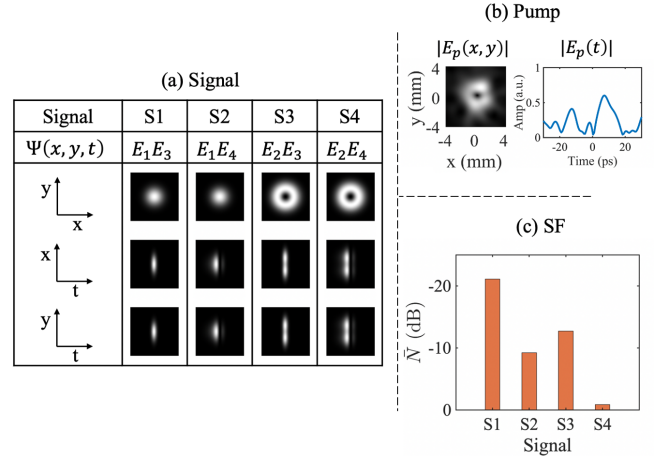 (a) Signal
Signal S1 S2 S3 S4
Ψ(x, y, t) E₁E₃ E₁E₄ E₂E₃ E₂E₄
y
x
x
t
y
t
(b) Pump
|Eₚ(x, y)| |Eₚ(t)|
y (mm)
4
0
-4
-4 0 4
x (mm)
Amp (a.u.)
1
0.5
0
-20 0 20
Time (ps)
(c) SF
N̄ (dB)
-20
-10
0
S1 S2 S3 S4
Signal